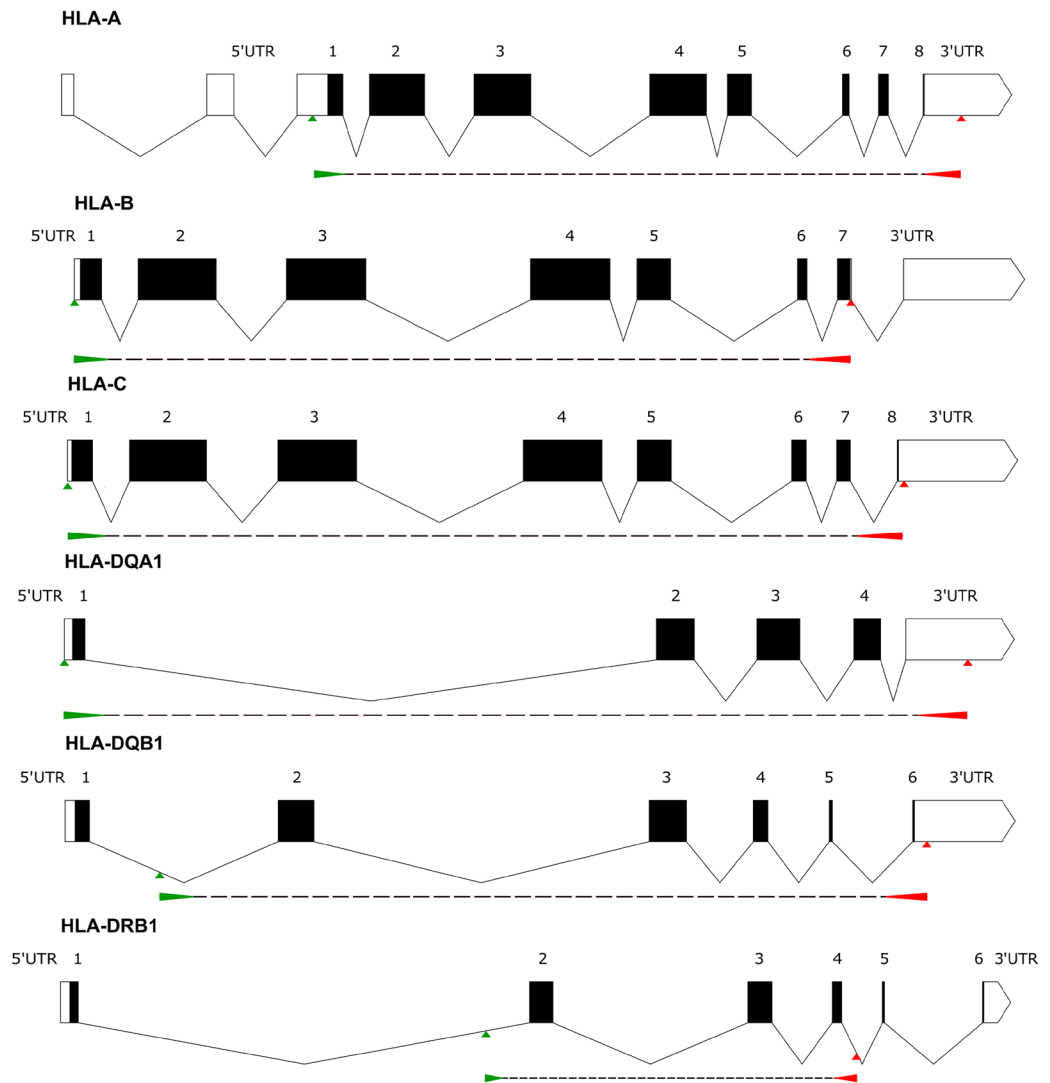 HLA-A
5'UTR 1 2 3 4 5 6 7 8 3'UTR
HLA-B
5'UTR 1 2 3 4 5 6 7 3'UTR
HLA-C
5'UTR 1 2 3 4 5 6 7 8 3'UTR
HLA-DQA1
5'UTR 1 2 3 4 3'UTR
HLA-DQB1
5'UTR 1 2 3 4 5 6 3'UTR
HLA-DRB1
5'UTR 1 2 3 4 5 6 3'UTR